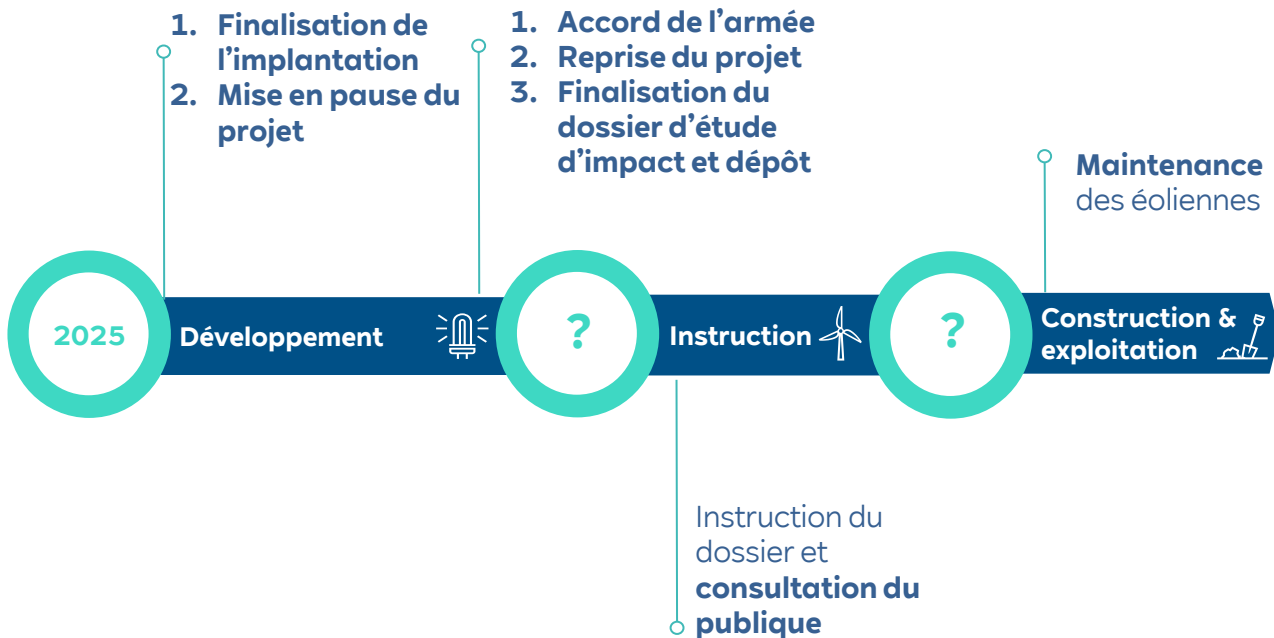 1. Finalisation de
l’implantation
2. Mise en pause du
projet
1. Accord de l’armée
2. Reprise du projet
3. Finalisation du
dossier d’étude
d’impact et dépôt
Maintenance
des éoliennes
2025
Développement
?
Instruction
?
Construction &
exploitation
Instruction du
dossier et
consultation du
publique